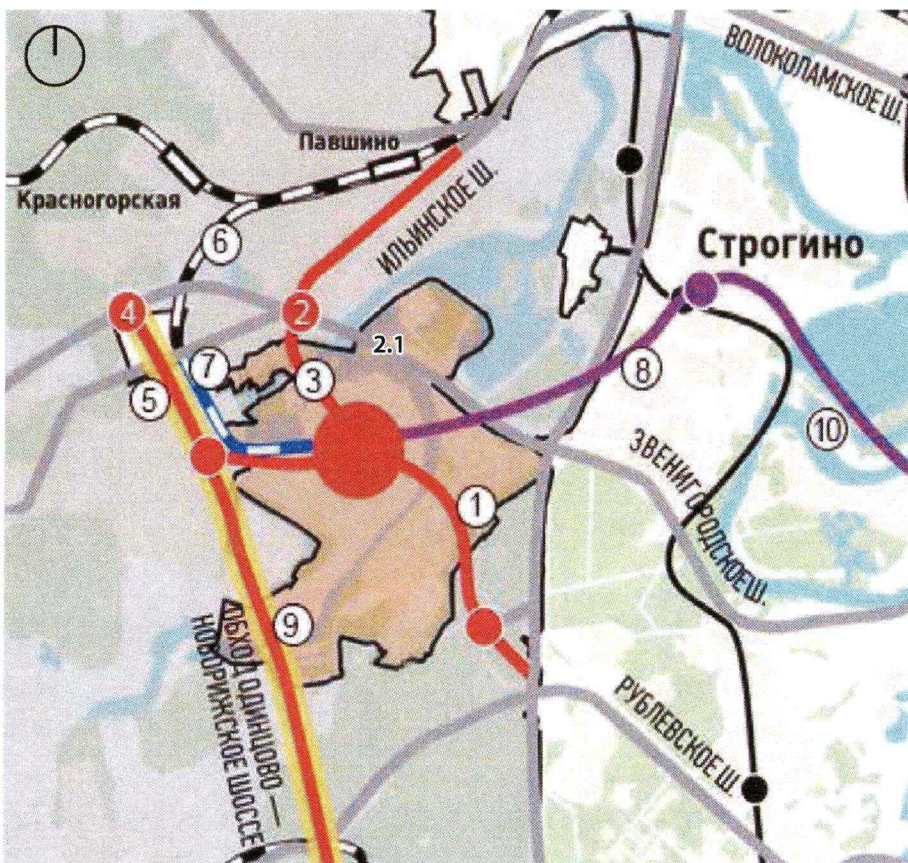 ВОЛОКОЛАМСКОЕ Ш.
Павшино
Красногорская
ИЛЬИНСКОЕ Ш.
6
Строгино
4
2
2.1
7
3
8
5
10
ЗВЕНИГОРОДСКОЕ Ш.
1
9
ОБХОД ОДИНЦОВО —
НОВОРИЖСКОЕ ШОССЕ
РУБЛЕВСКОЕ Ш.